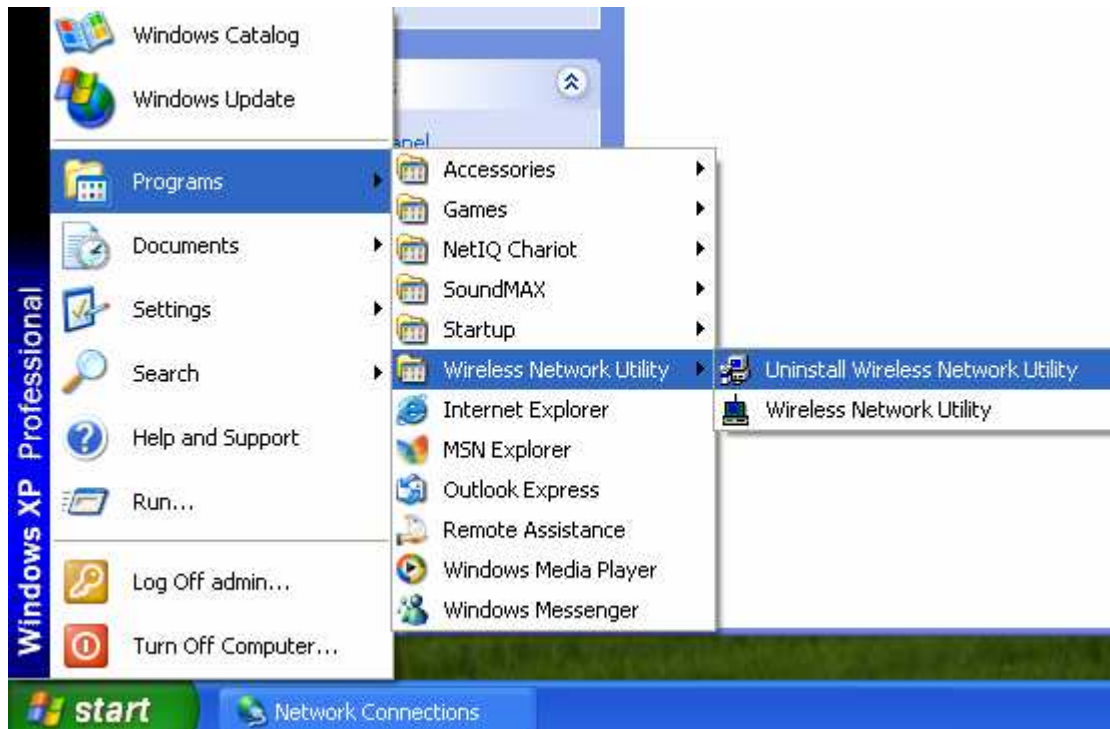 Windows Catalog
Windows Update
Programs
Documents
Settings
Search
Help and Support
Run...
Log Off admin...
Turn Off Computer...
Windows XP Professional
Accessories
Games
NetIQ Chariot
SoundMAX
Startup
Wireless Network Utility
Internet Explorer
MSN Explorer
Outlook Express
Remote Assistance
Windows Media Player
Windows Messenger
Uninstall Wireless Network Utility
Wireless Network Utility
start
Network Connections